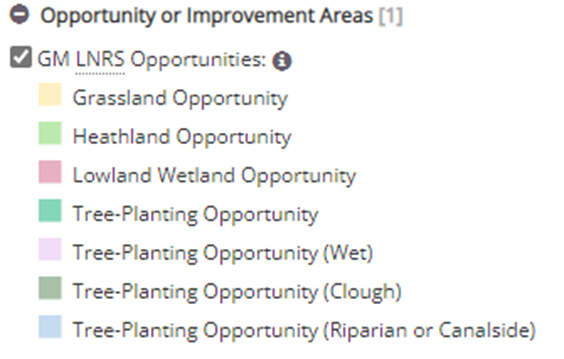 Opportunity or Improvement Areas [1]
GM LNRS Opportunities:
Grassland Opportunity
Heathland Opportunity
Lowland Wetland Opportunity
Tree-Planting Opportunity
Tree-Planting Opportunity (Wet)
Tree-Planting Opportunity (Clough)
Tree-Planting Opportunity (Riparian or Canalside)